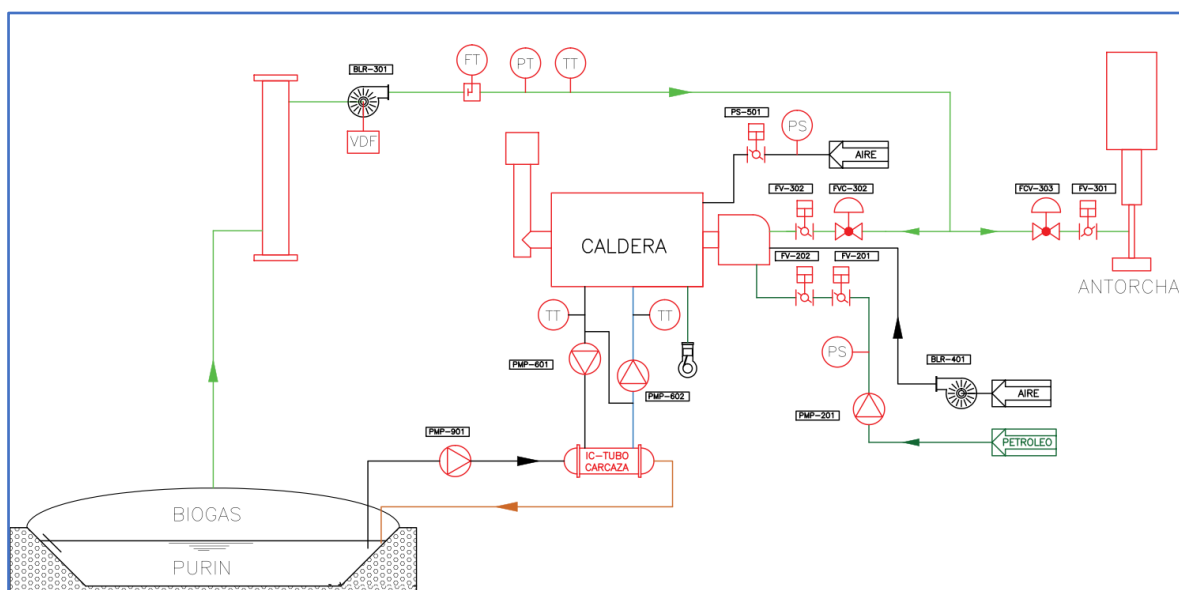 BLR-301
FT
PT
TT
VDF
PS-501
PS
AIRE
FV-302
FVC-302
FCV-303
FV-301
CALDERA
FV-202
FV-201
ANTORCHA
TT
TT
PMP-601
PS
BLR-401
PMP-602
AIRE
PMP-201
PMP-901
PETROLEO
IC-TUBO
CARCAZA
BIOGAS
PURIN